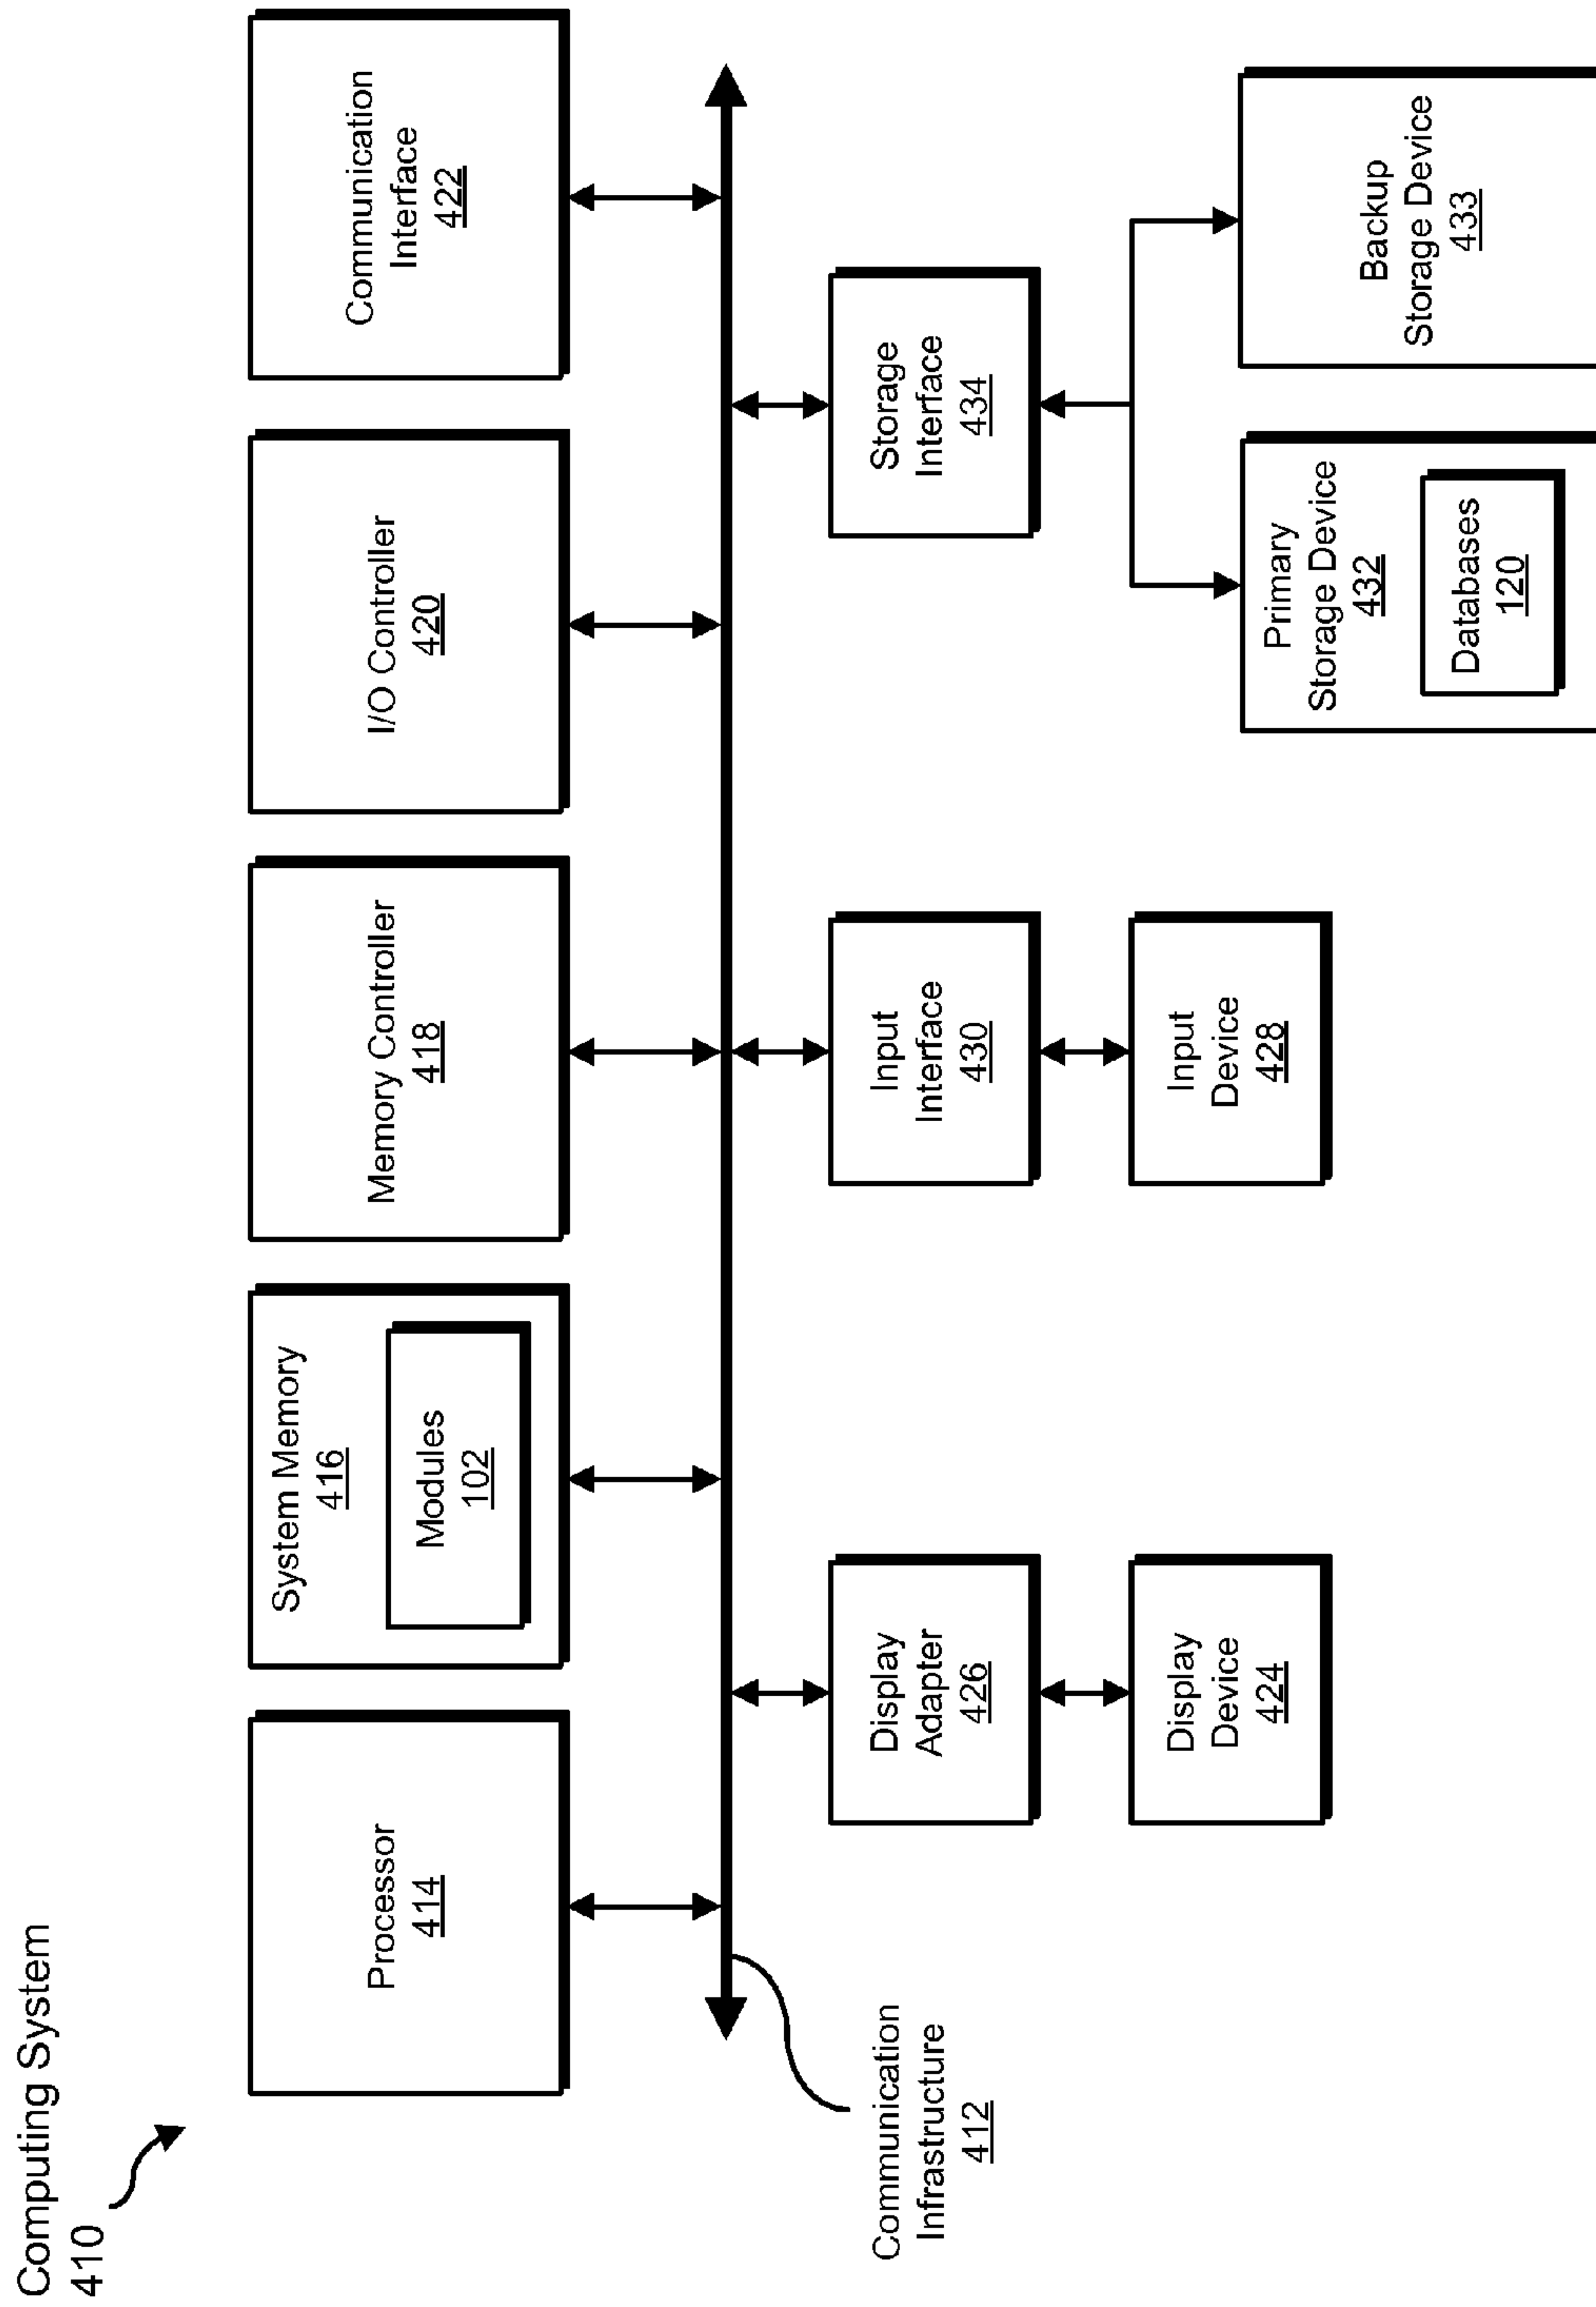 Computing System
410
Processor
414
System Memory
416
Modules
102
Memory Controller
418
I/O Controller
420
Communication
Interface
422
Communication
Infrastructure
412
Display
Adapter
426
Input
Interface
430
Storage
Interface
434
Display
Device
424
Input
Device
428
Primary
Storage Device
432
Databases
120
Backup
Storage Device
433